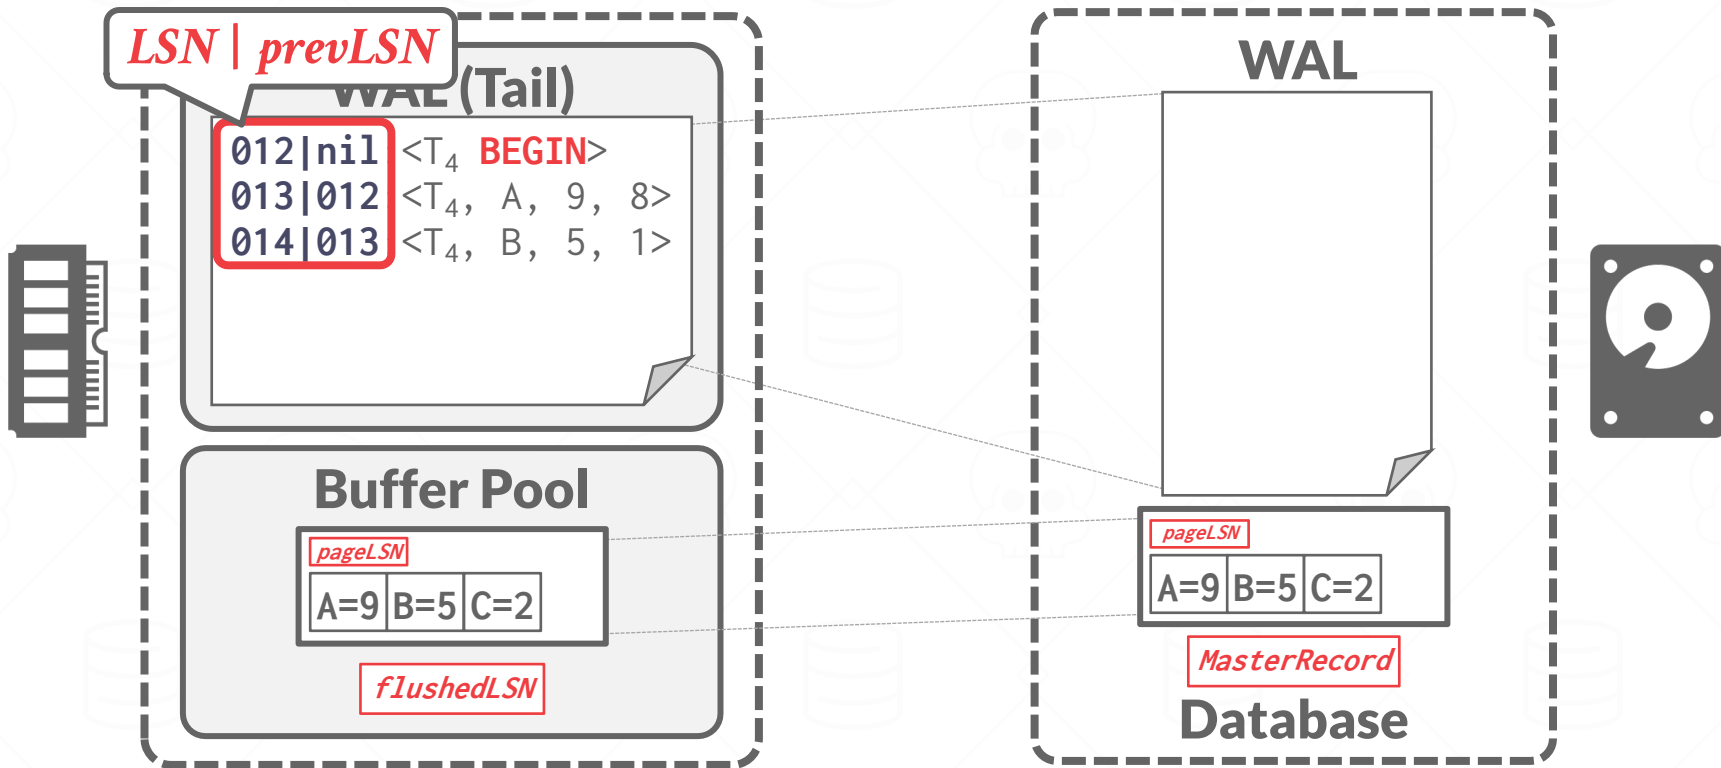 LSN | prevLSN
WAL (Tail)
012|nil <T4 BEGIN>
013|012 <T4, A, 9, 8>
014|013 <T4, B, 5, 1>
Buffer Pool
pageLSN
A=9 B=5 C=2
flushedLSN
WAL
pageLSN
A=9 B=5 C=2
MasterRecord
Database